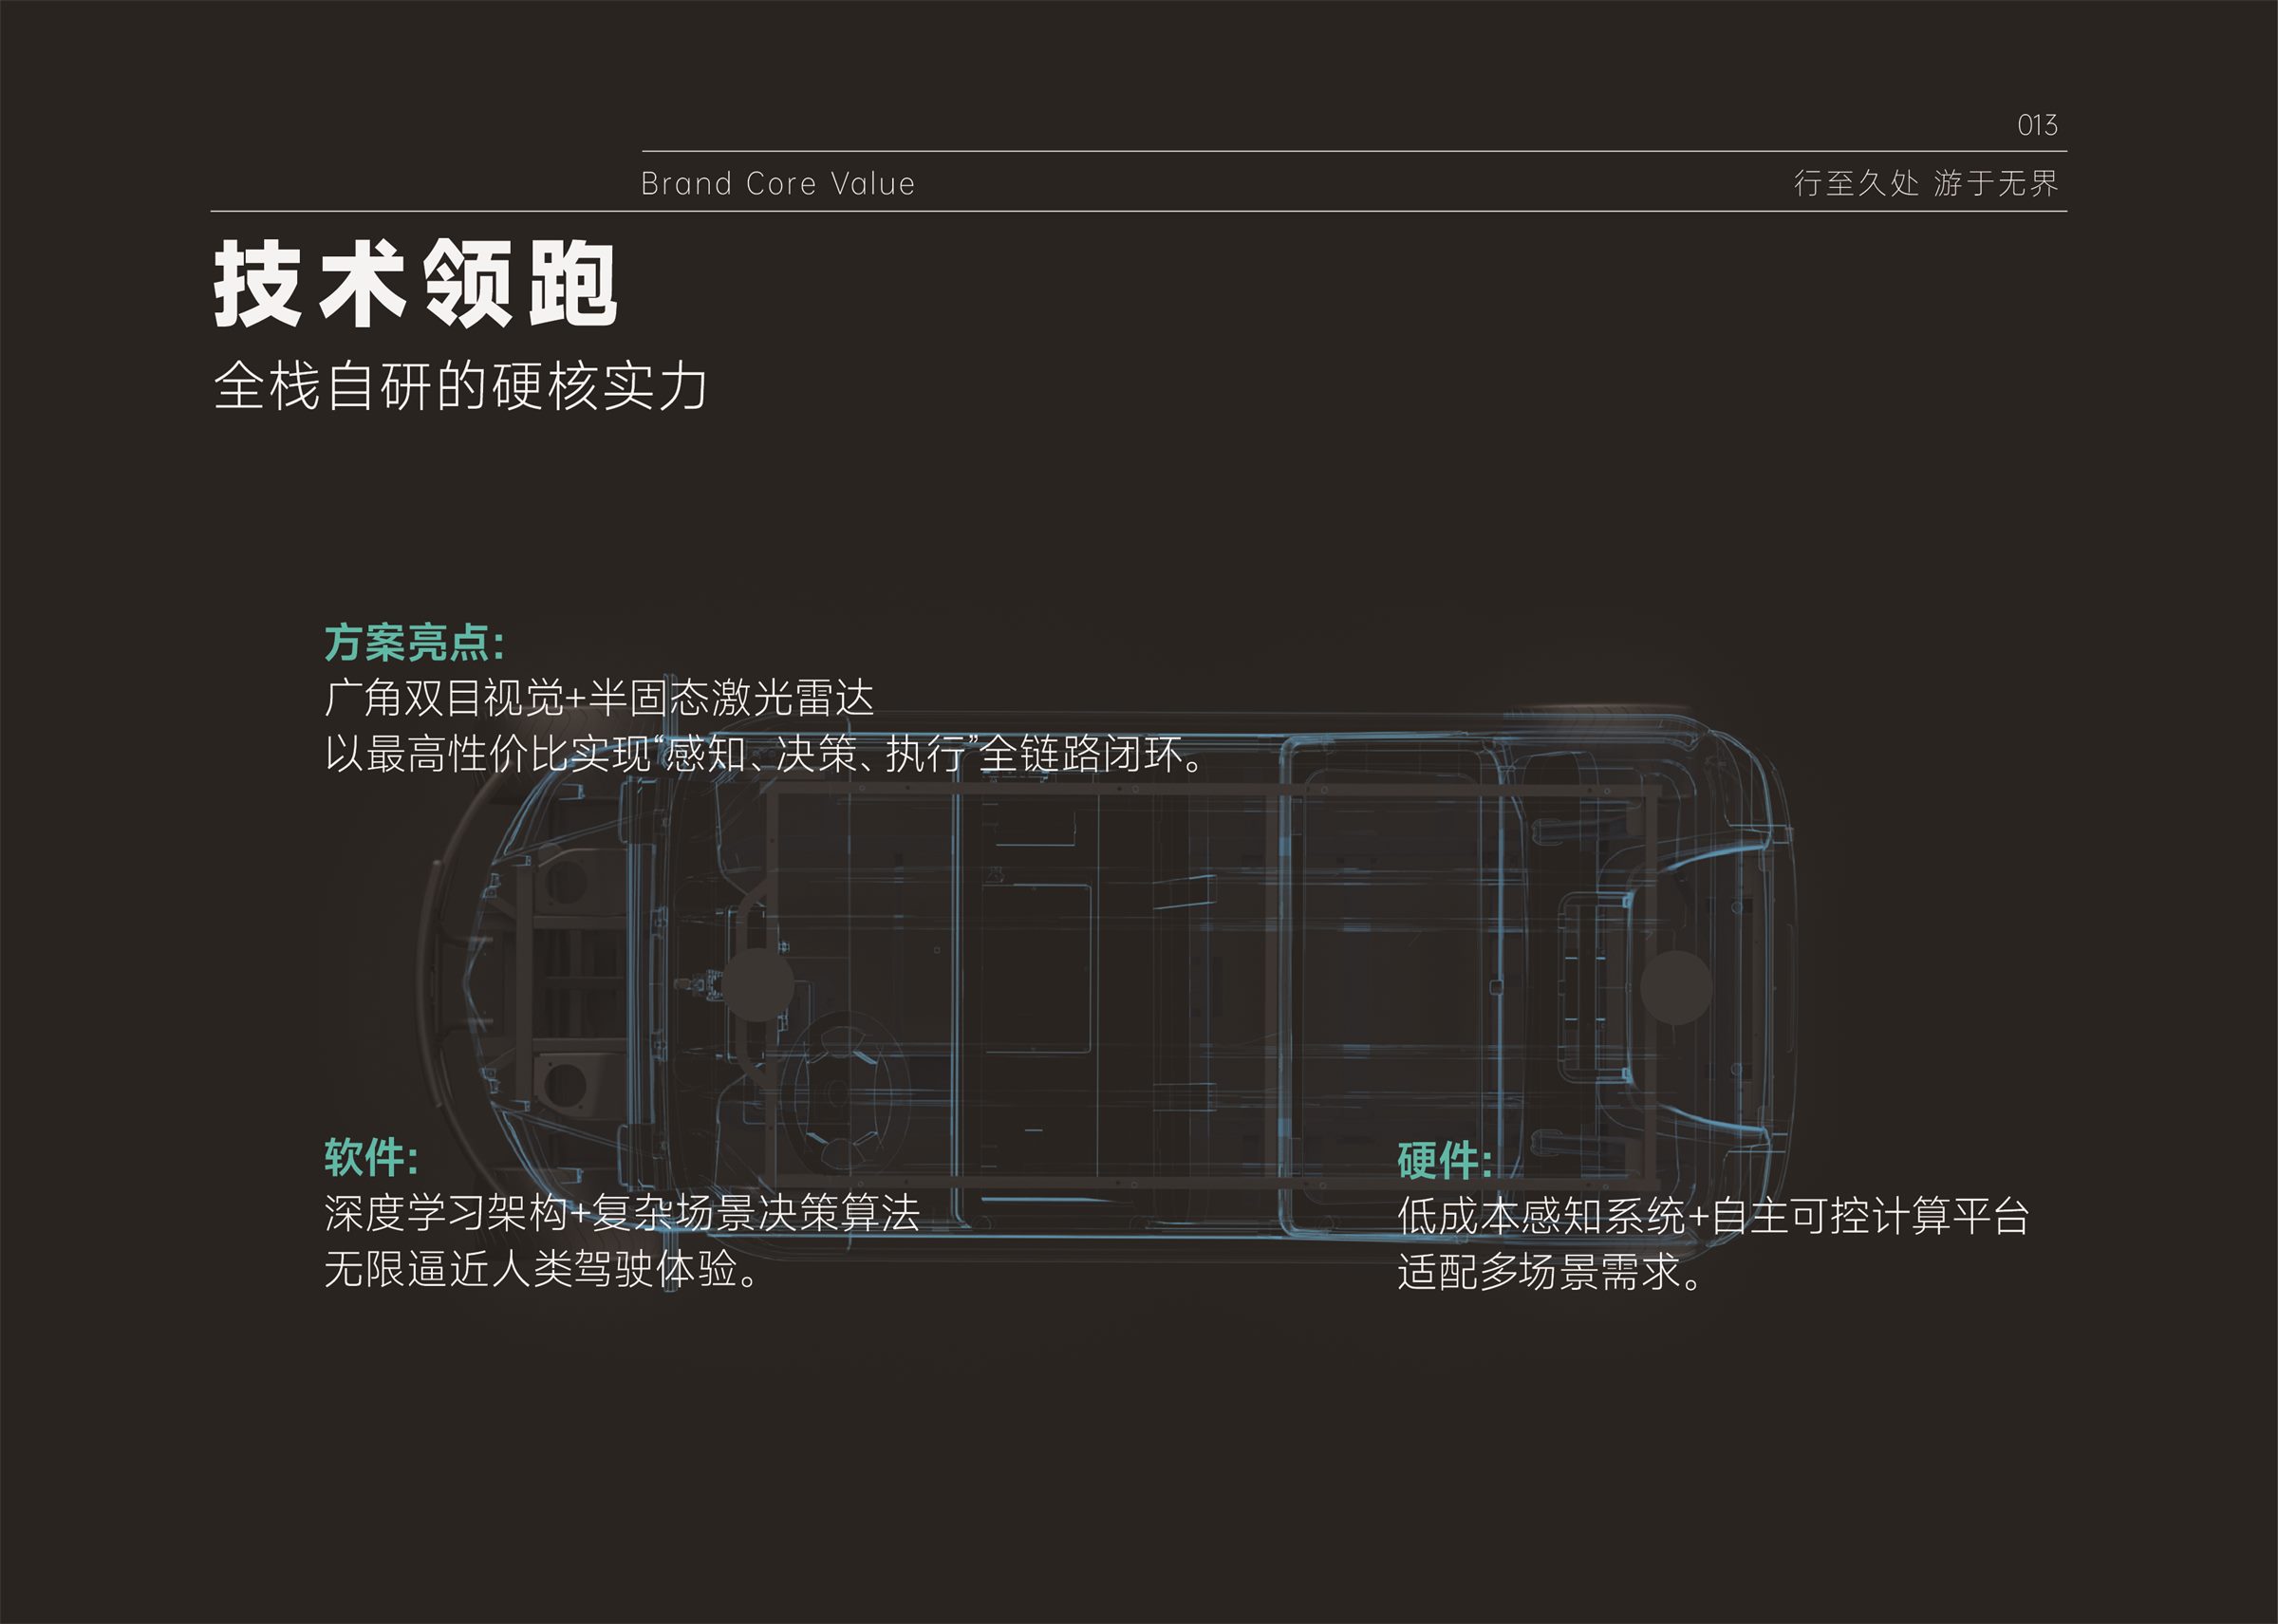 013
Brand Core Value
行至久处 游于无界
技术领跑
全栈自研的硬核实力
方案亮点:
广角双目视觉+半固态激光雷达
以最高性价比实现“感知、决策、执行”全链路闭环。
软件:
深度学习架构+复杂场景决策算法
无限逼近人类驾驶体验。
硬件:
低成本感知系统+自主可控计算平台
适配多场景需求。